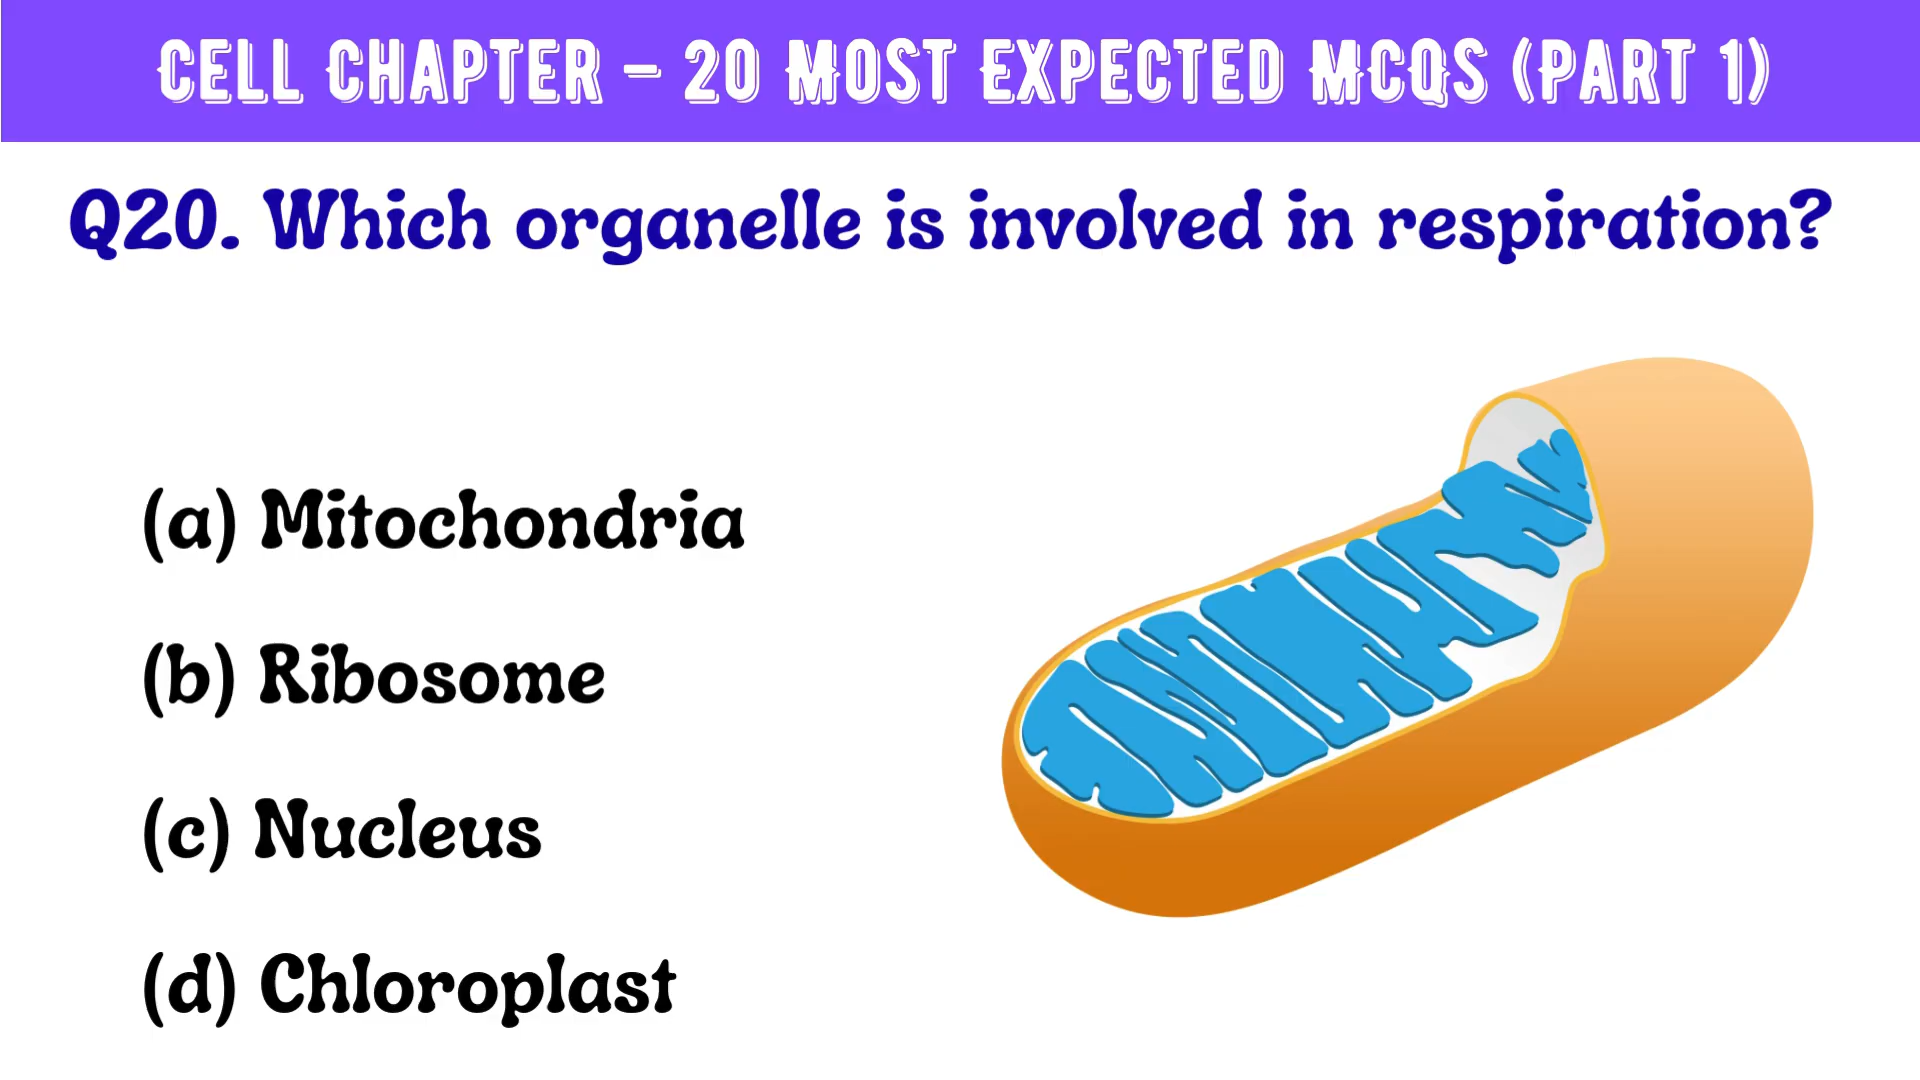 Cell Chapter – 20 Most Expected MCQs (Part 1)
Q20. Which organelle is involved in respiration?
(a) Mitochondria
(b) Ribosome
(c) Nucleus
(d) Chloroplast